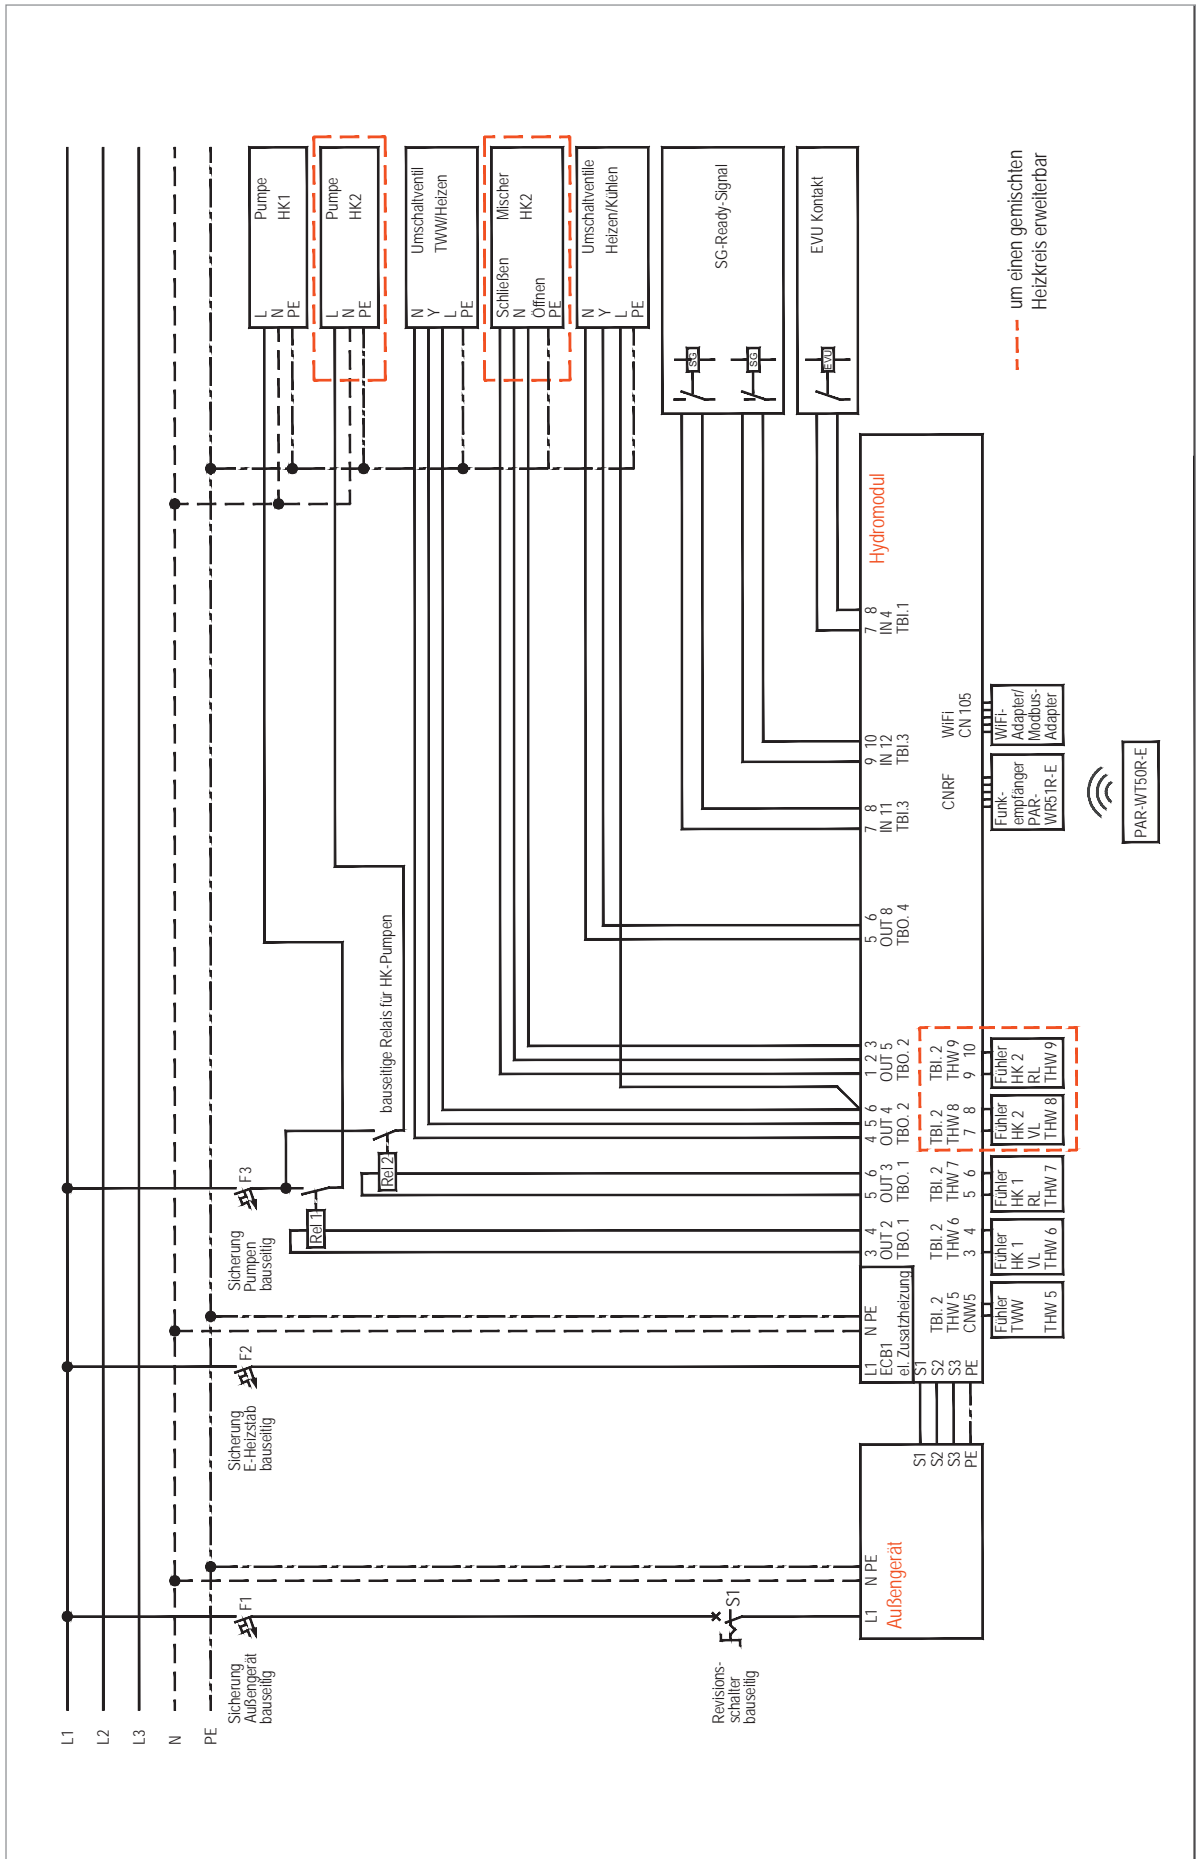 L1
L2
L3
N
PE
Sicherung
Außengerät
bauseitig
F1
Sicherung
E-Heizstab
bauseitig
F2
Sicherung
Pumpen
bauseitig
F3
Pumpe
HK1
L
N
PE
Pumpe
HK2
L
N
PE
Rel 1
Rel 2
bauseitige Relais für HK-Pumpen
Umschaltventil
TWW/Heizen
N
Y
L
PE
Mischer
HK2
Schließen
N
Öffnen
PE
Umschaltventile
Heizen/Kühlen
N
Y
L
PE
SG-Ready-Signal
SG
SG
EVU Kontakt
EVU
Revisions-
schalter
bauseitig
S1
L1
N PE
Außengerät
S1
S2
S3
PE
L1
N PE
ECB1
el. Zusatzheizung
S1
S2
S3
PE
3 4
OUT 2
TBO. 1
5 6
OUT 3
TBO. 1
4 5 6
OUT 4
TBO. 2
1 2 3
OUT 5
TBO. 2
5 6
OUT 8
TBO. 4
7 8
IN 11
TBI.3
9 10
IN 12
TBI.3
7 8
IN 4
TBI.1
Hydromodul
TBI. 2
THW 5
CNW5
TBI. 2
THW 6
3 4
TBI. 2
THW 7
5 6
TBI. 2
THW 8
7 8
TBI. 2
THW 9
9 10
CNRF
WiFi
CN 105
Fühler
TWW
THW 5
Fühler
HK 1
VL
THW 6
Fühler
HK 1
RL
THW 7
Fühler
HK 2
VL
THW 8
Fühler
HK 2
RL
THW 9
Funk-
empfänger
PAR-
WR51R-E
WiFi-
Adapter/
Modbus-
Adapter
PAR-WT50R-E
um einen gemischten
Heizkreis erweiterbar